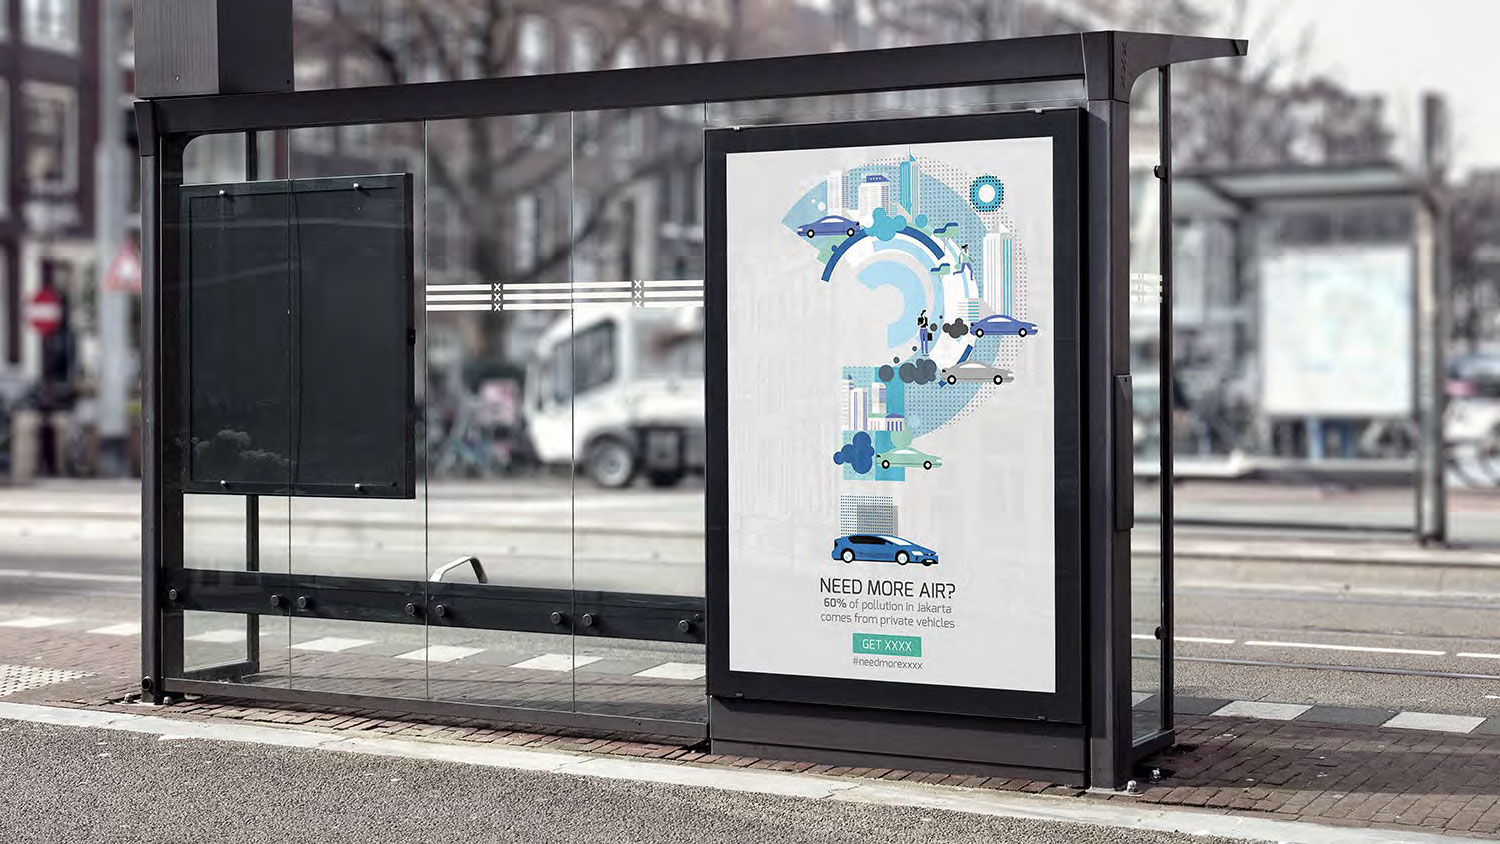 NEED MORE AIR?
60% of pollution in Jakarta
comes from private vehicles
GET XXXX
#needmorexxxx